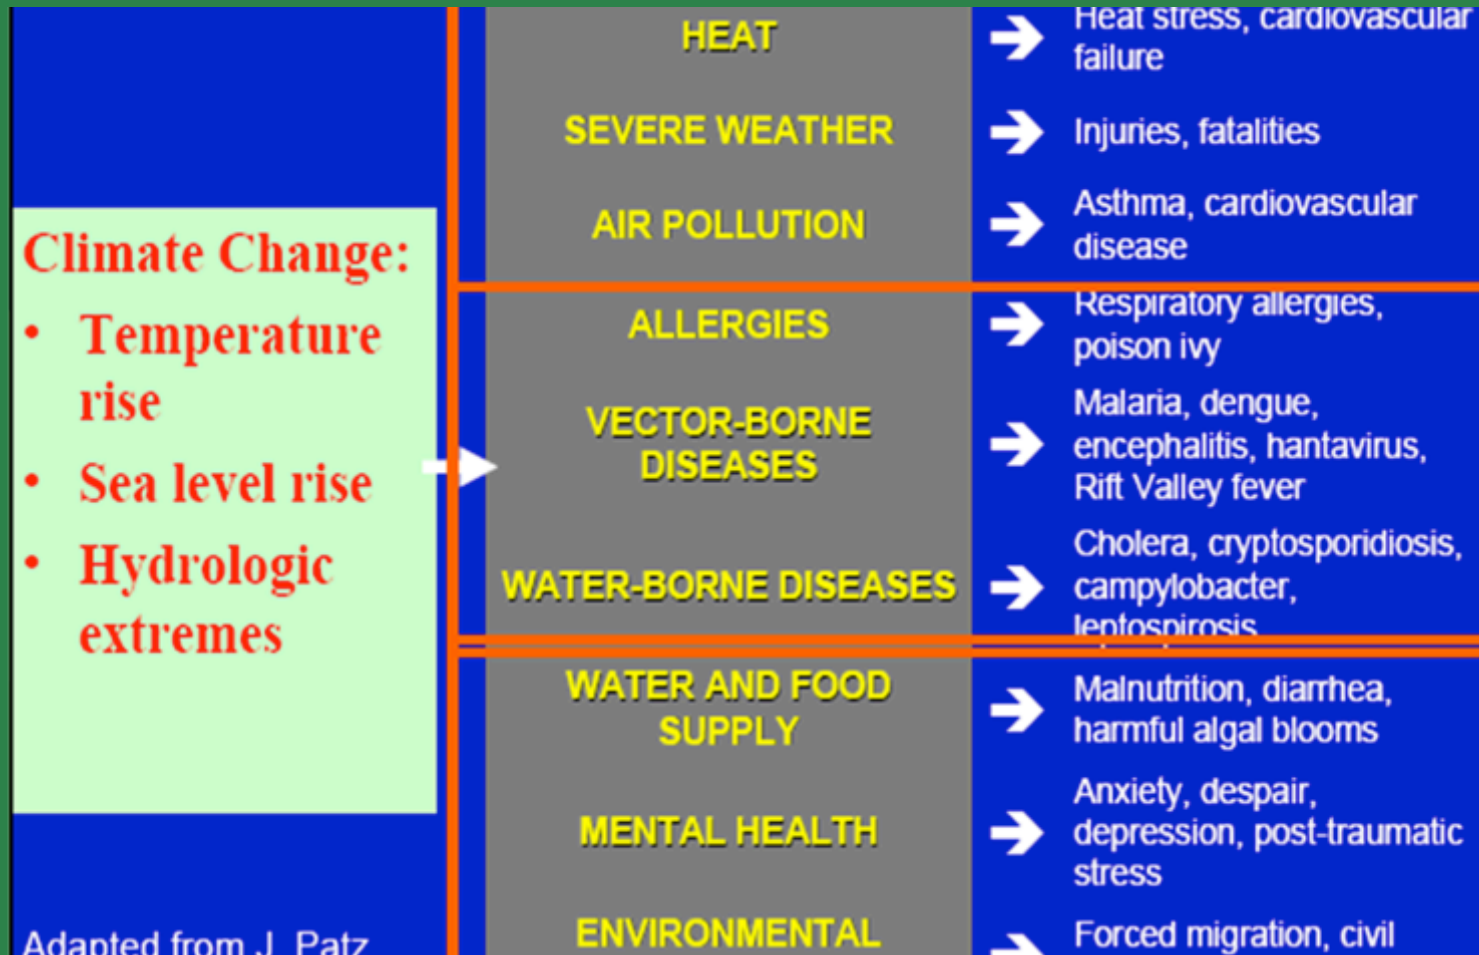 Climate Change:
• Temperature
rise
• Sea level rise
• Hydrologic
extremes
Adapted from J. Patz
HEAT
Heat stress, cardiovascular
failure
SEVERE WEATHER
Injuries, fatalities
AIR POLLUTION
Asthma, cardiovascular
disease
ALLERGIES
Respiratory allergies,
poison ivy
VECTOR-BORNE
DISEASES
Malaria, dengue,
encephalitis, hantavirus,
Rift Valley fever
WATER-BORNE DISEASES
Cholera, cryptosporidiosis,
campylobacter,
leptospirosis
WATER AND FOOD
SUPPLY
Malnutrition, diarrhea,
harmful algal blooms
MENTAL HEALTH
Anxiety, despair,
depression, post-traumatic
stress
ENVIRONMENTAL
Forced migration, civil